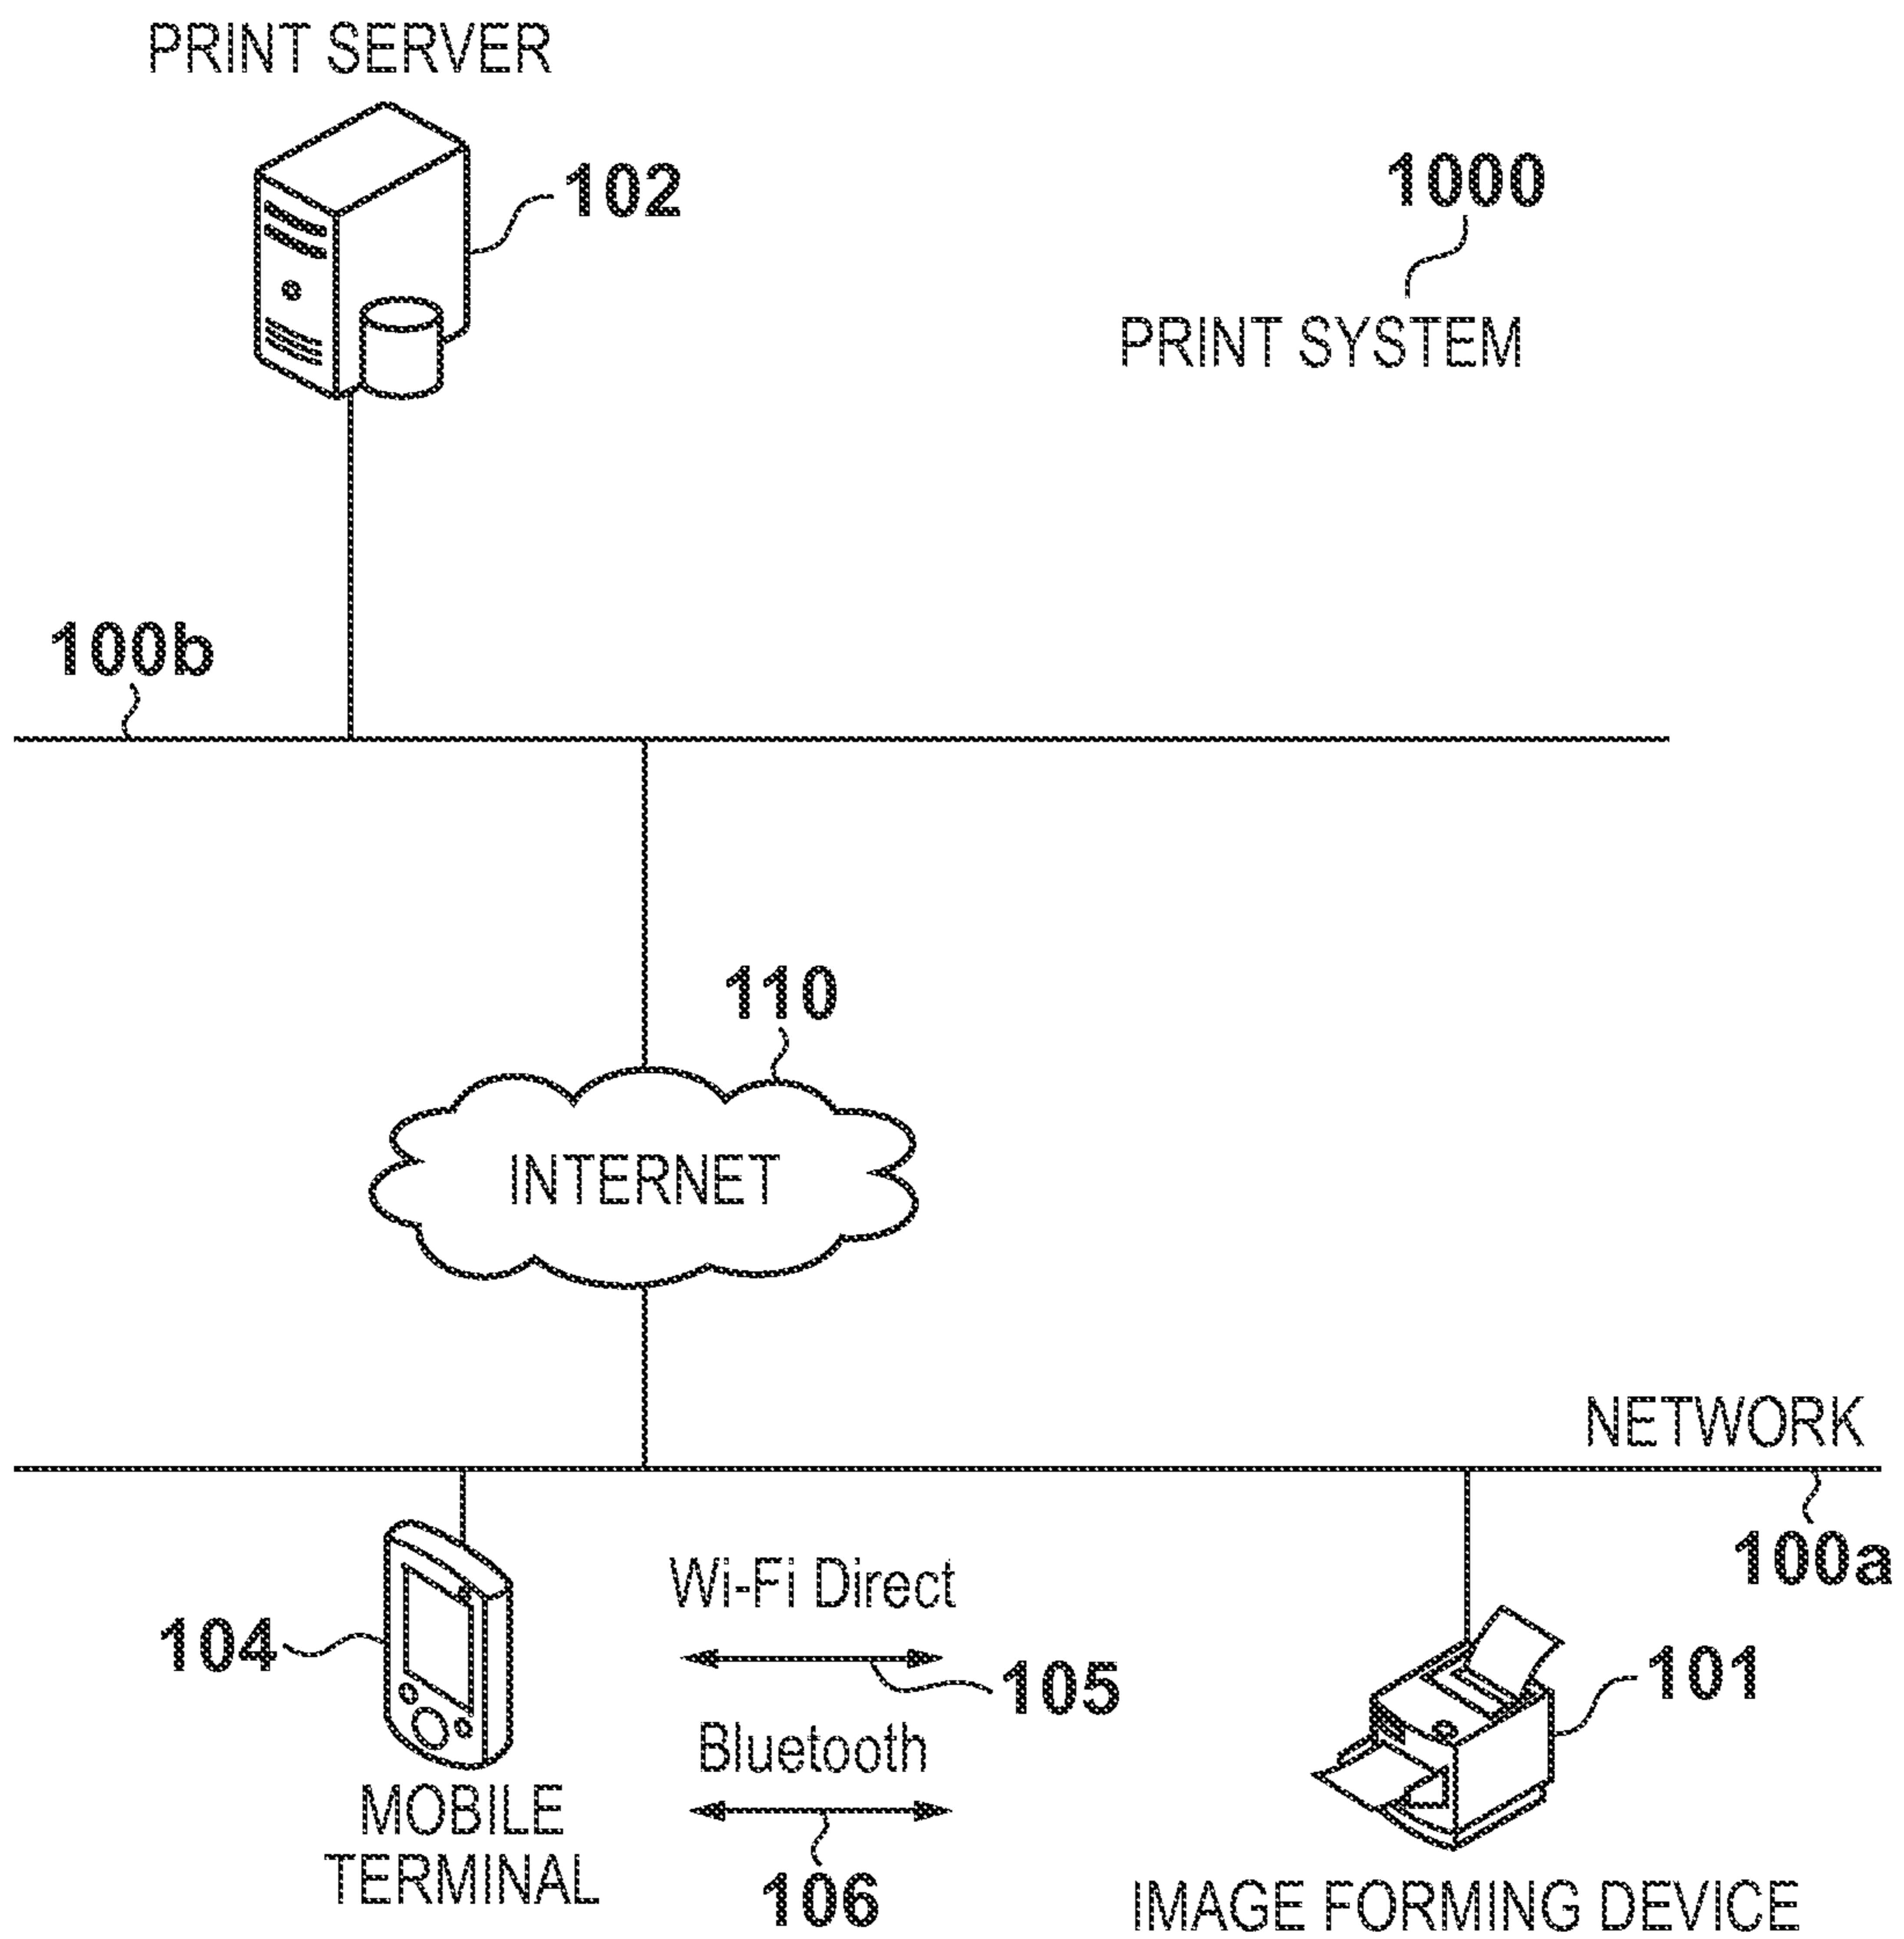 PRINT SERVER
102
1000
PRINT SYSTEM
100b
110
INTERNET
NETWORK
100a
Wi-Fi Direct
104
105
101
Bluetooth
MOBILE
TERMINAL
106
IMAGE FORMING DEVICE